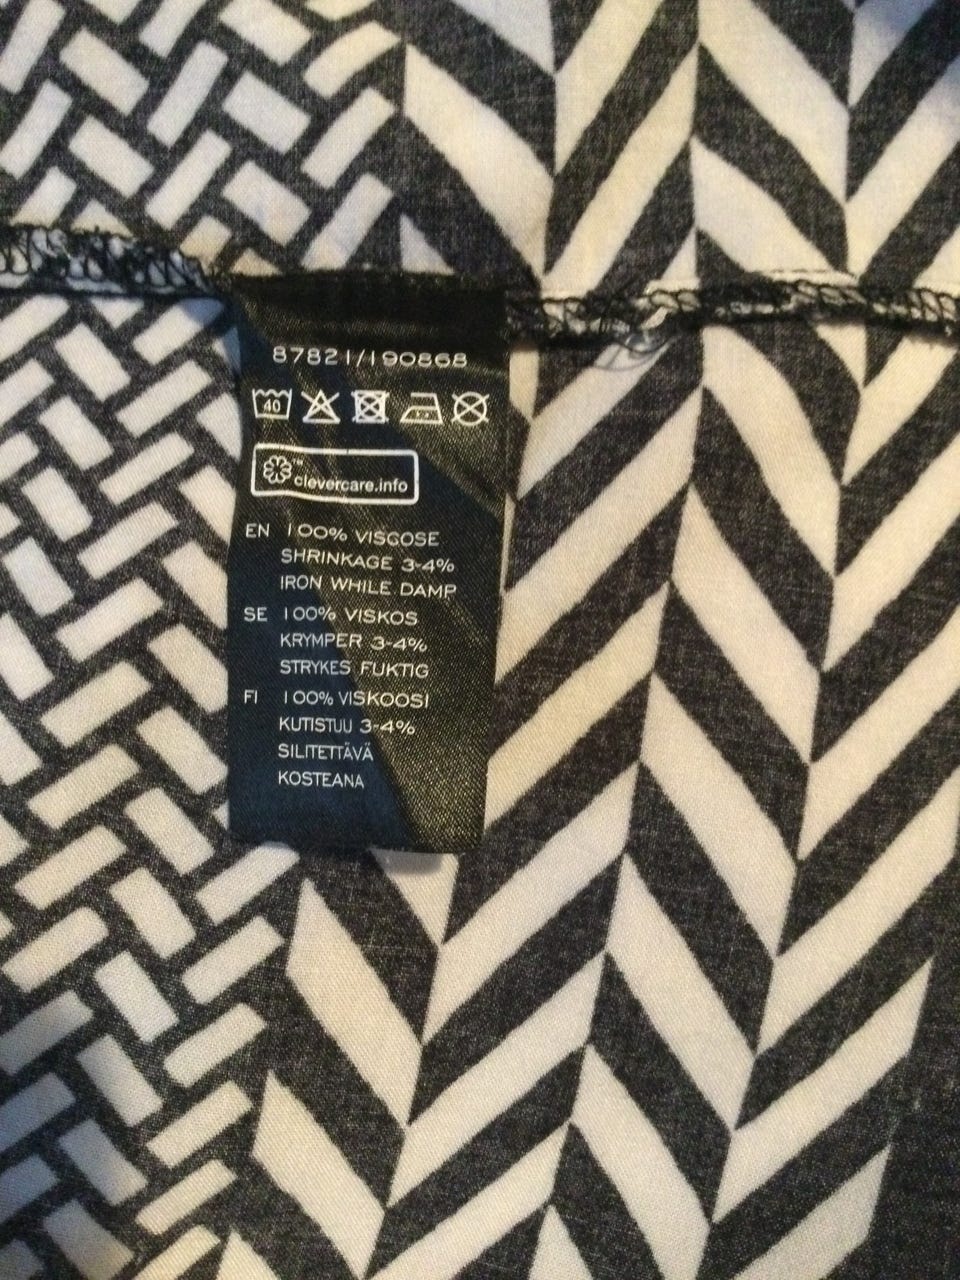 87821/190868
40
clevercare.info
EN 100% VISCOSE
SHRINKAGE 3-4%
IRON WHILE DAMP
SE 100% VISKOS
KRYMPER 3-4%
STRYKES FUKTIG
FI 100% VISKOOSI
KUTISTUU 3-4%
SILITETTÄVÄ
KOSTEANA